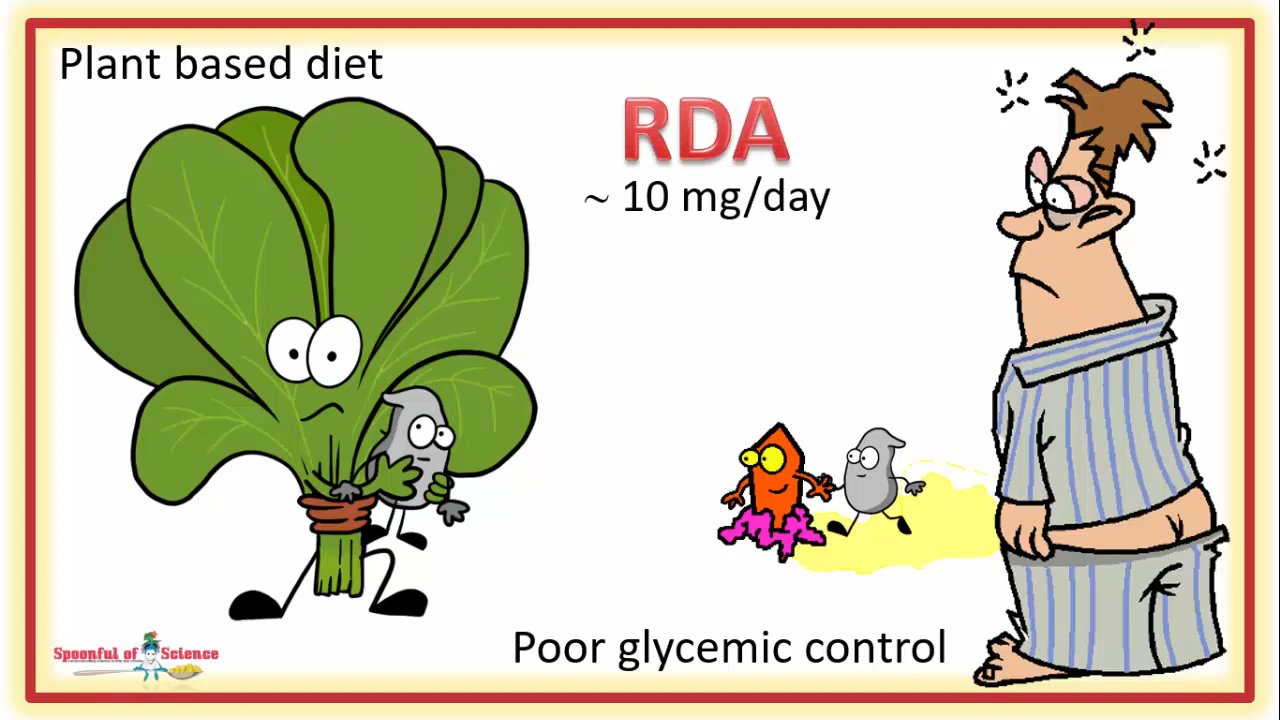 Plant based diet
RDA
~ 10 mg/day
Poor glycemic control
Spoonful of Science